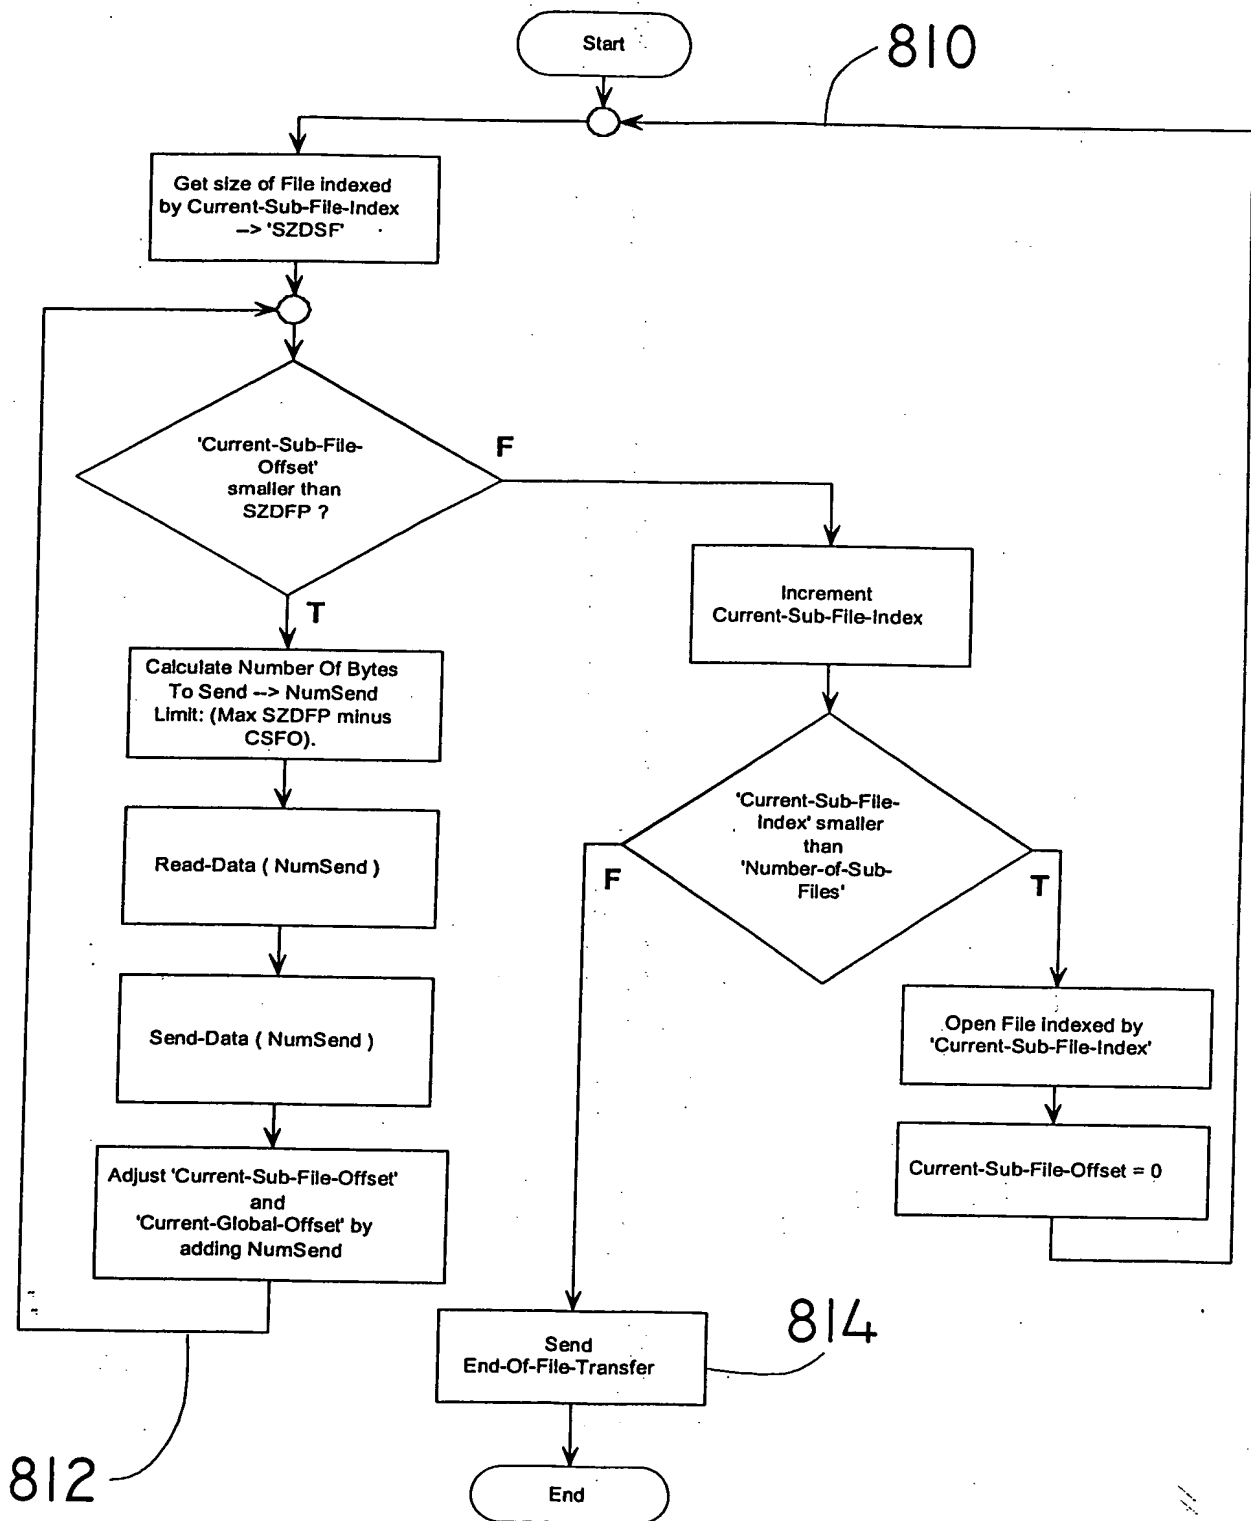 Start
810
Get size of File indexed
by Current-Sub-File-Index
--> 'SZDSF'
'Current-Sub-File-
Offset'
smaller than
SZDFP ?
F
T
Calculate Number Of Bytes
To Send --> NumSend
Limit: (Max SZDFP minus
CSFO).
Read-Data ( NumSend )
Send-Data ( NumSend )
Adjust 'Current-Sub-File-Offset'
and
'Current-Global-Offset' by
adding NumSend
812
Increment
Current-Sub-File-Index
'Current-Sub-File-
Index' smaller
than
'Number-of-Sub-
Files'
F
T
Open File indexed by
'Current-Sub-File-Index'
Current-Sub-File-Offset = 0
Send
End-Of-File-Transfer
814
End